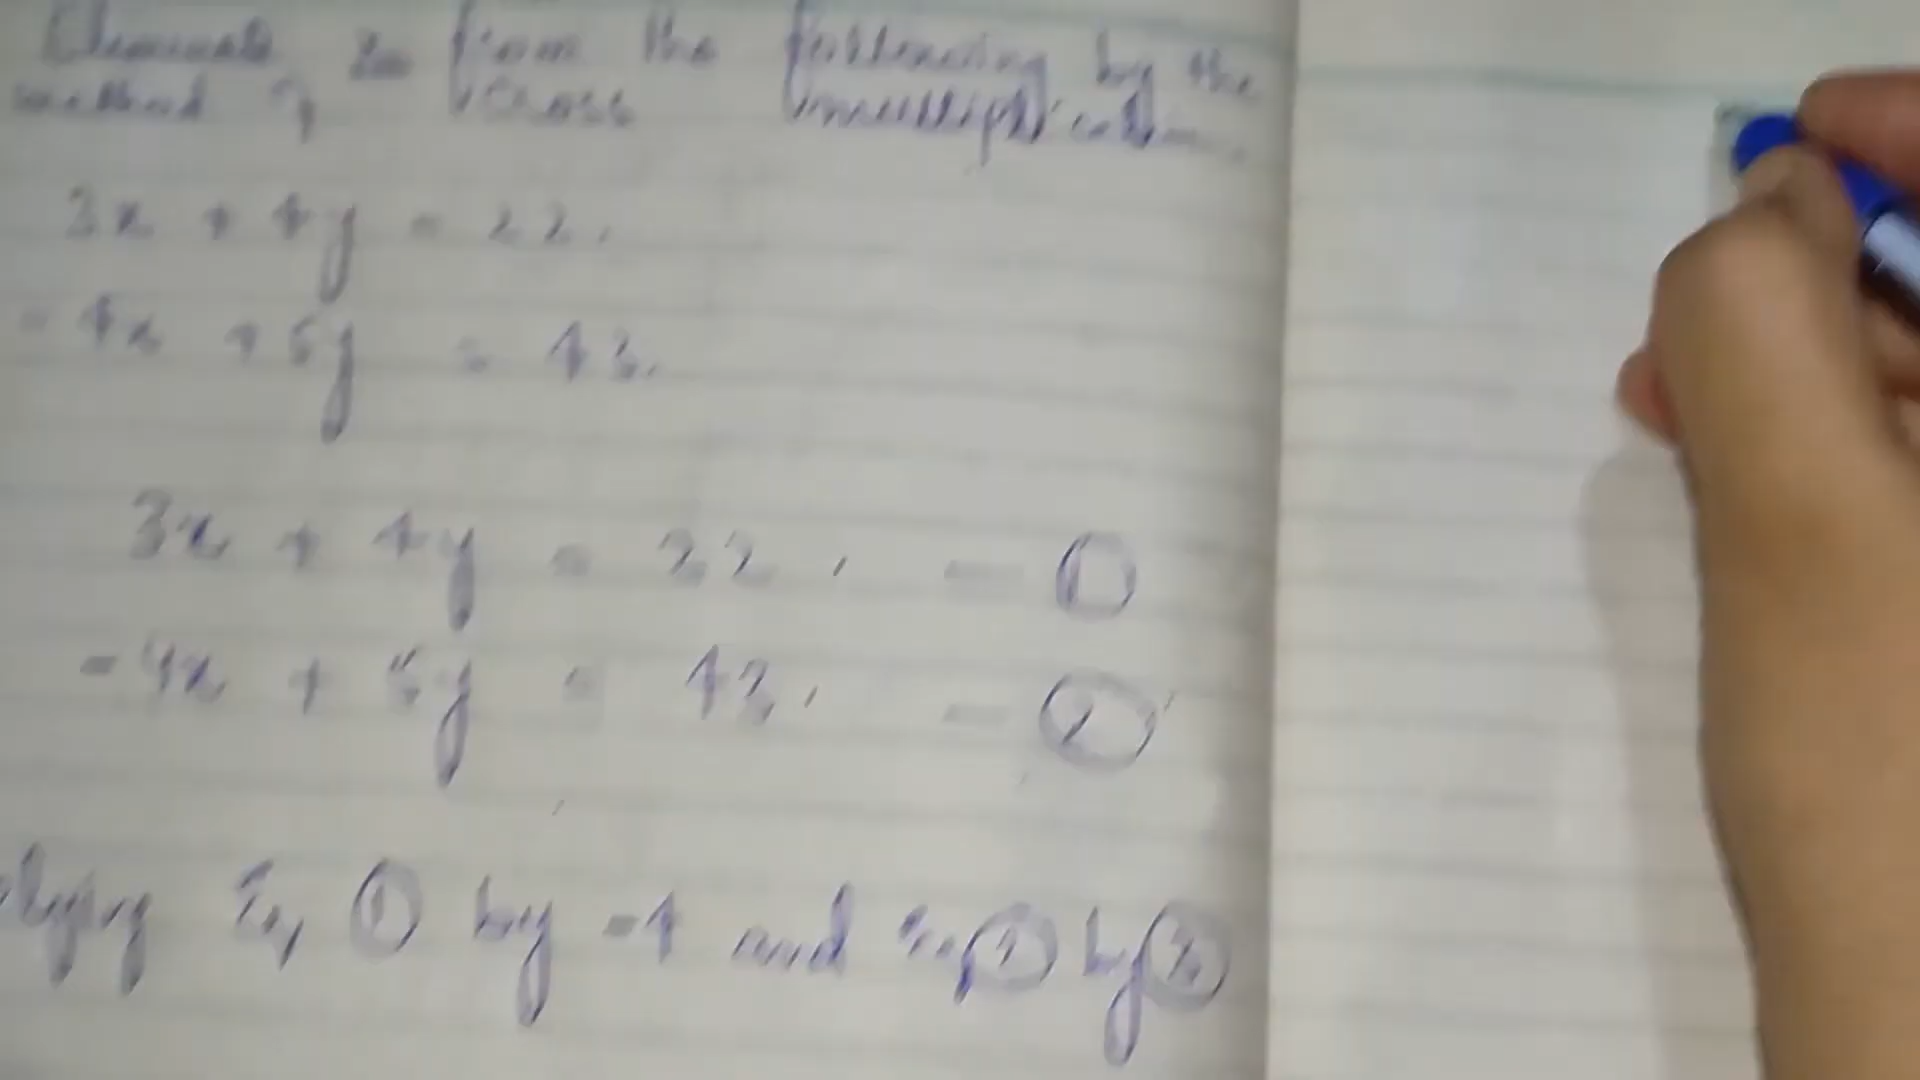 from the following by the
method of cross multiplication.
3x + 4y = 22.
- 4x + 5y = 43.
3x + 4y = 22. - ①
- 4x + 5y = 43. - ②
Eq ① by -4 and Eq ② by 3